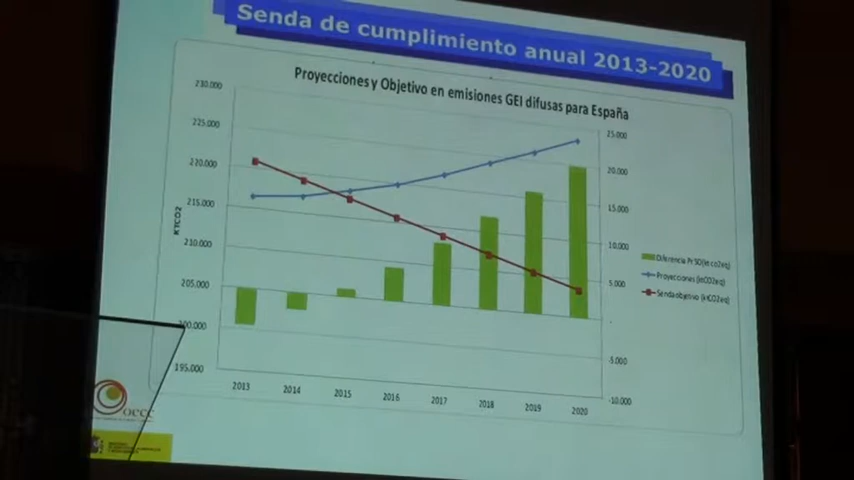 Senda de cumplimiento anual 2013-2020
Proyecciones y Objetivo en emisiones GEI difusas para España
KTCO2
230.000
225.000
220.000
215.000
210.000
205.000
200.000
195.000
25.000
20.000
15.000
10.000
5.000
-
-5.000
-10.000
2013 2014 2015 2016 2017 2018 2019 2020
Proyecciones (ktCO2eq)
Senda objetivo (ktCO2eq)
oecc